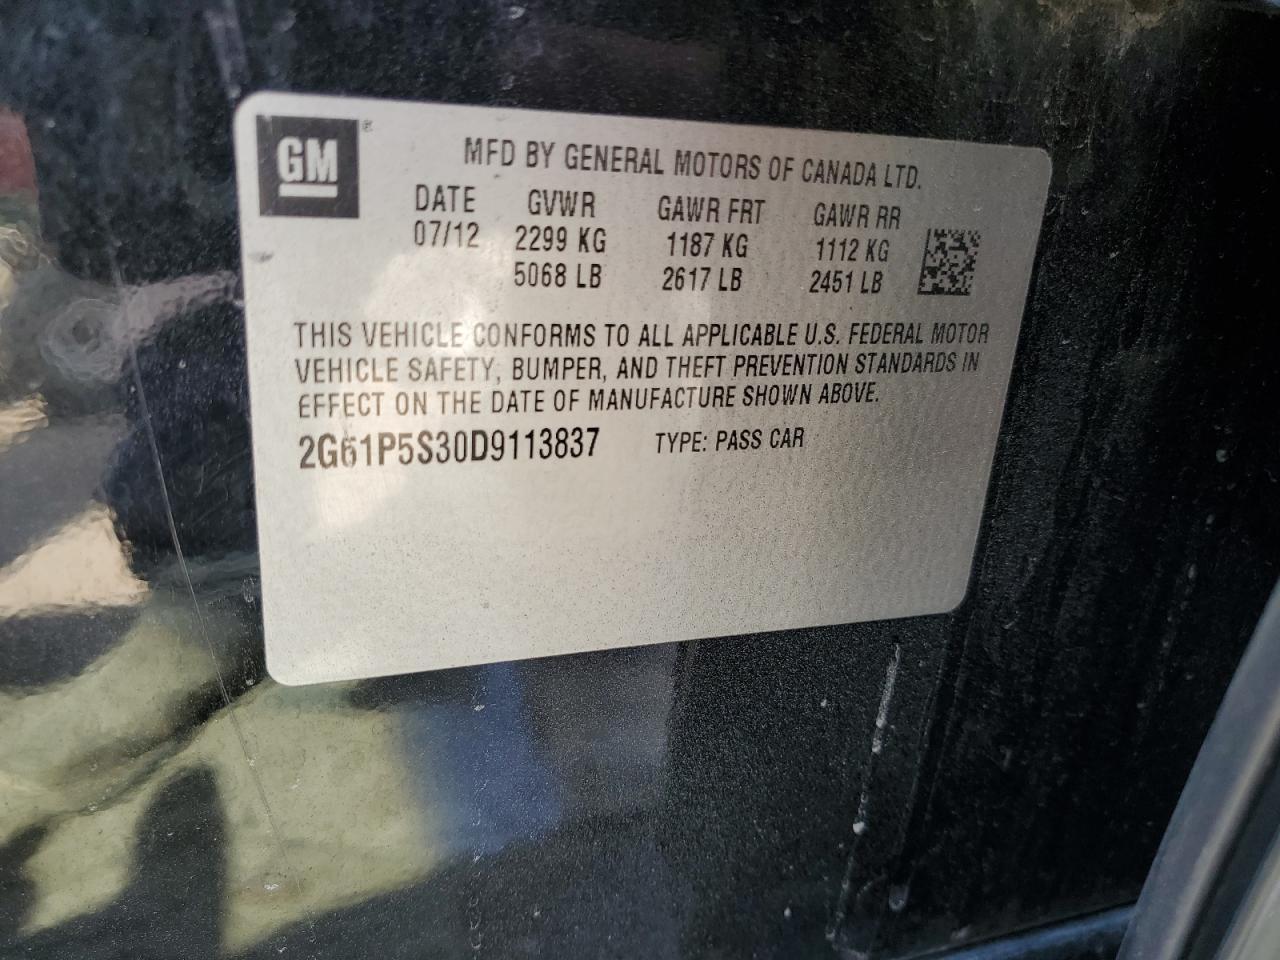 GM®
MFD BY GENERAL MOTORS OF CANADA LTD.
DATE GVWR GAWR FRT GAWR RR
07/12 2299 KG 1187 KG 1112 KG
5068 LB 2617 LB 2451 LB
THIS VEHICLE CONFORMS TO ALL APPLICABLE U.S. FEDERAL MOTOR
VEHICLE SAFETY, BUMPER, AND THEFT PREVENTION STANDARDS IN
EFFECT ON THE DATE OF MANUFACTURE SHOWN ABOVE.
2G61P5S30D9113837 TYPE: PASS CAR